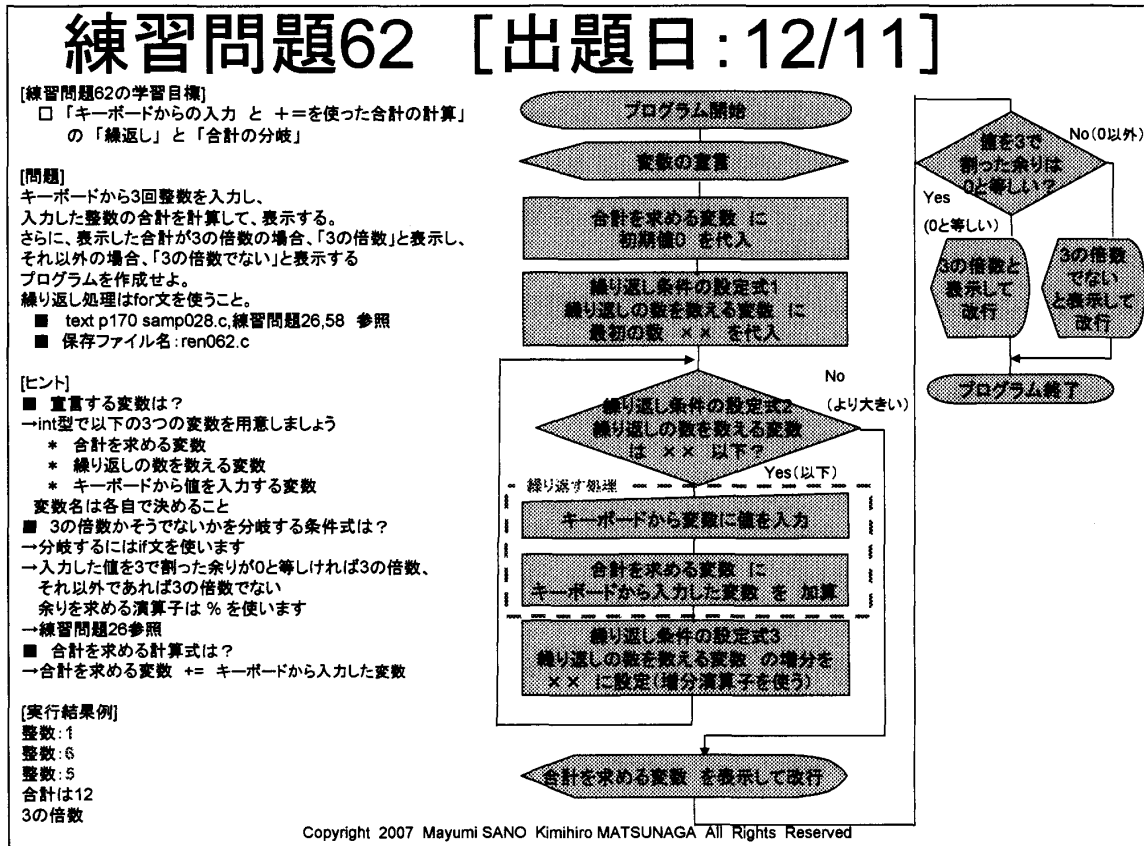 練習問題62 [出題日:12/11]
[練習問題62の学習目標]
□ 「キーボードからの入力 と +=を使った合計の計算」
の 「繰返し」 と 「合計の分岐」
[問題]
キーボードから3回整数を入力し、
入力した整数の合計を計算して、表示する。
さらに、表示した合計が3の倍数の場合、「3の倍数」と表示し、
それ以外の場合、「3の倍数でない」と表示する
プログラムを作成せよ。
繰り返し処理はfor文を使うこと。
■ text p170 samp028.c,練習問題26,58 参照
■ 保存ファイル名:ren062.c
[ヒント]
■ 宣言する変数は?
→int型で以下の3つの変数を用意しましょう
* 合計を求める変数
* 繰り返しの数を数える変数
* キーボードから値を入力する変数
変数名は各自で決めること
■ 3の倍数かそうでないかを分岐する条件式は?
→分岐するにはif文を使います
→入力した値を3で割った余りが0と等しければ3の倍数、
それ以外であれば3の倍数でない
余りを求める演算子は % を使います
→練習問題26参照
■ 合計を求める計算式は?
→合計を求める変数 += キーボードから入力した変数
[実行結果例]
整数:1
整数:6
整数:5
合計は12
3の倍数
プログラム開始
変数の宣言
合計を求める変数 に
初期値0 を代入
繰り返し条件の設定式1
繰り返しの数を数える変数 に
最初の数 ×× を代入
繰り返し条件の設定式2
繰り返しの数を数える変数
は ×× 以下?
No
(より大きい)
Yes(以下)
繰り返す処理
キーボードから変数に値を入力
合計を求める変数 に
キーボードから入力した変数 を 加算
繰り返し条件の設定式3
繰り返しの数を数える変数 の増分を
×× に設定(増分演算子を使う)
合計を求める変数 を表示して改行
値を3で
割った余りは
0と等しい?
No(0以外)
Yes
(0と等しい)
3の倍数と
表示して
改行
3の倍数
でない
と表示して
改行
プログラム終了
Copyright 2007 Mayumi SANO Kimihiro MATSUNAGA All Rights Reserved